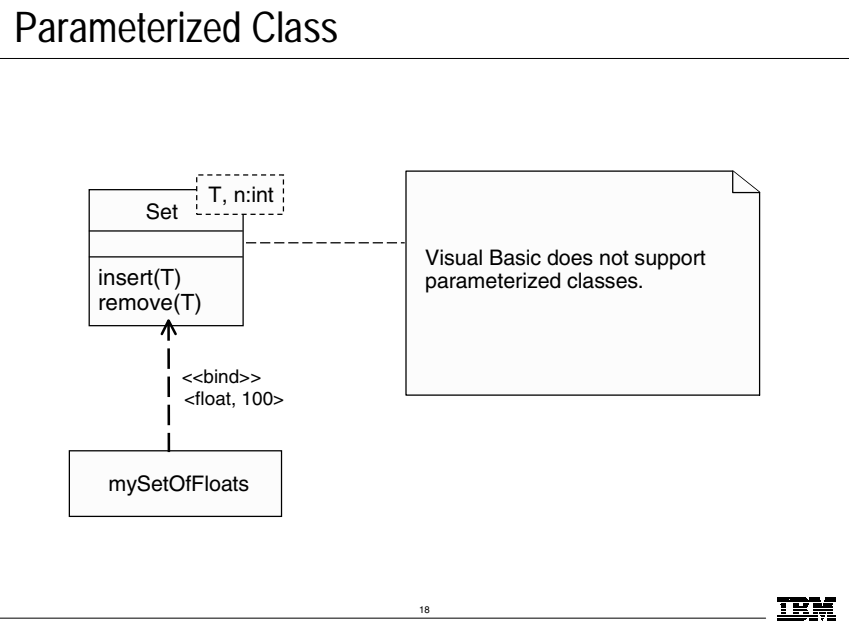 Parameterized Class
T, n:int
Set
insert(T)
remove(T)
Visual Basic does not support
parameterized classes.
<<bind>>
<float, 100>
mySetOfFloats
18
IBM